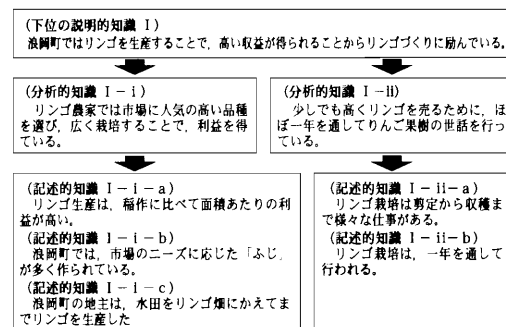 (下位の説明的知識 Ⅰ)
浪岡町ではリンゴを生産することで，高い収益が得られることからリンゴづくりに励んでいる。
(分析的知識 Ⅰ－ⅰ)
リンゴ農家では市場に人気の高い品種
を選び，広く栽培することで，利益を得
ている。
(分析的知識 Ⅰ－ⅱ)
少しでも高くリンゴを売るために，ほ
ぼ一年を通してりんご果樹の世話を行っ
ている。
(記述的知識 Ⅰ－ⅰ－a)
リンゴ生産は，稲作に比べて面積あたりの利
益が高い。
(記述的知識 Ⅰ－ⅰ－b)
浪岡町では，市場のニーズに応じた「ふじ」
が多く作られている。
(記述的知識 Ⅰ－ⅰ－c)
浪岡町の地主は，水田をリンゴ畑にかえてま
でリンゴを生産した
(記述的知識 Ⅰ－ⅱ－a)
リンゴ栽培は剪定から収穫ま
で様々な仕事がある。
(記述的知識 Ⅰ－ⅱ－b)
リンゴ栽培は，一年を通して
行われる。